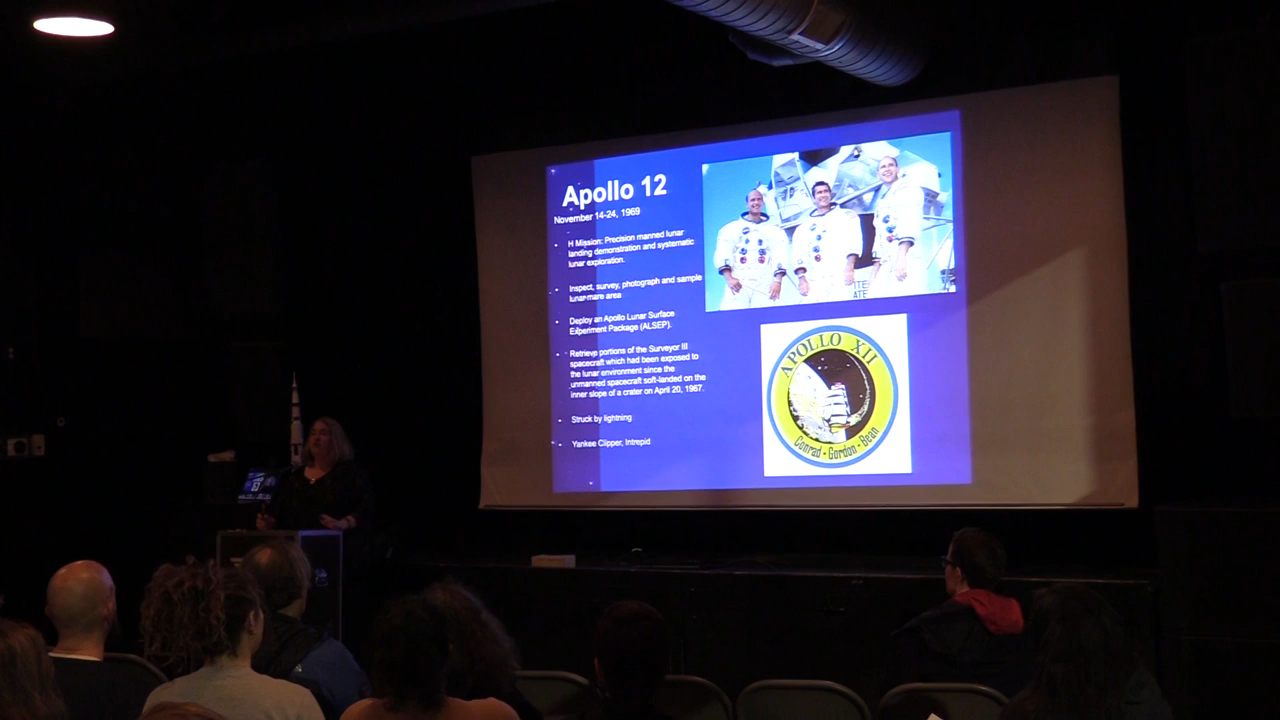 Apollo 12
November 14-24, 1969
• H Mission: Precision manned lunar
landing demonstration and systematic
lunar exploration.
• Inspect, survey, photograph and sample
lunar mare area
• Deploy an Apollo Lunar Surface
Experiment Package (ALSEP).
• Retrieve portions of the Surveyor III
spacecraft which had been exposed to
the lunar environment since the
unmanned spacecraft soft-landed on the
inner slope of a crater on April 20, 1967.
• Struck by lightning
• Yankee Clipper, Intrepid
APOLLO XII
Conrad • Gordon • Bean